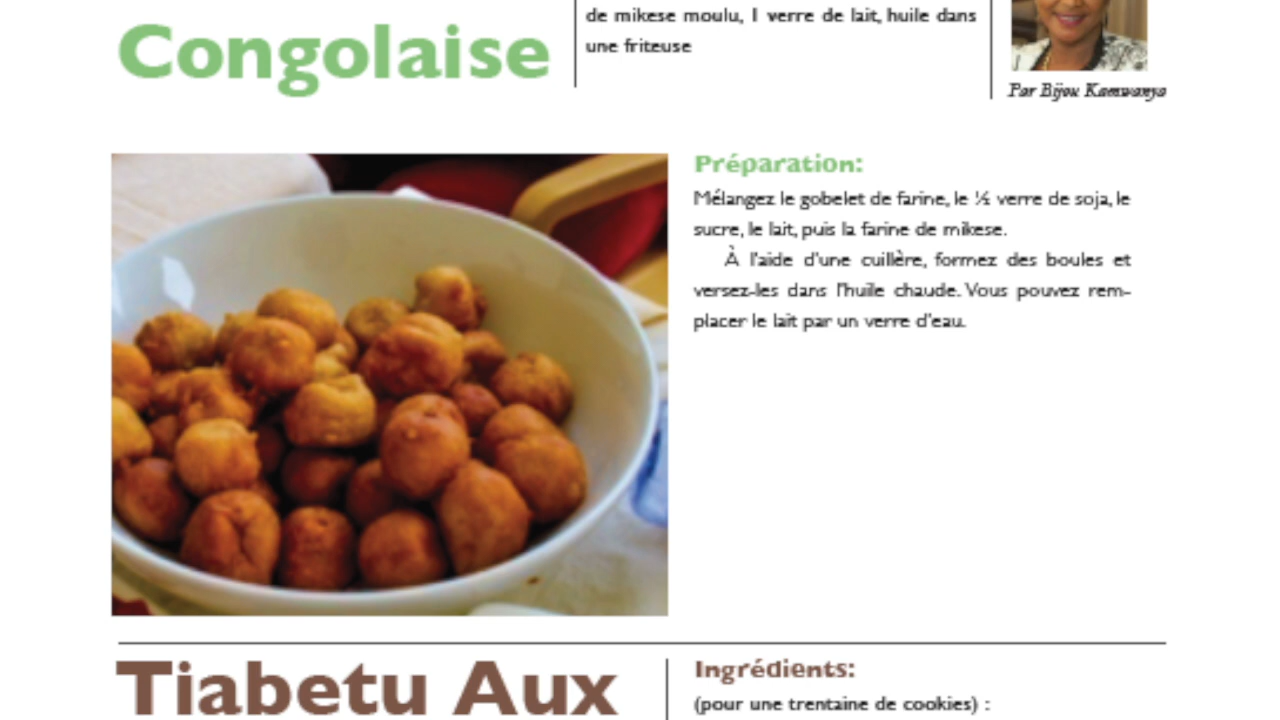 Congolaise
de mikese moulu, 1 verre de lait, huile dans
une friteuse
Par Bijou Kamwanya
Préparation:
Mélangez le gobelet de farine, le ½ verre de soja, le
sucre, le lait, puis la farine de mikese.
À l'aide d'une cuillère, formez des boules et
versez-les dans l'huile chaude. Vous pouvez rem-
placer le lait par un verre d'eau.
Tiabetu Aux
Ingrédients:
(pour une trentaine de cookies) :